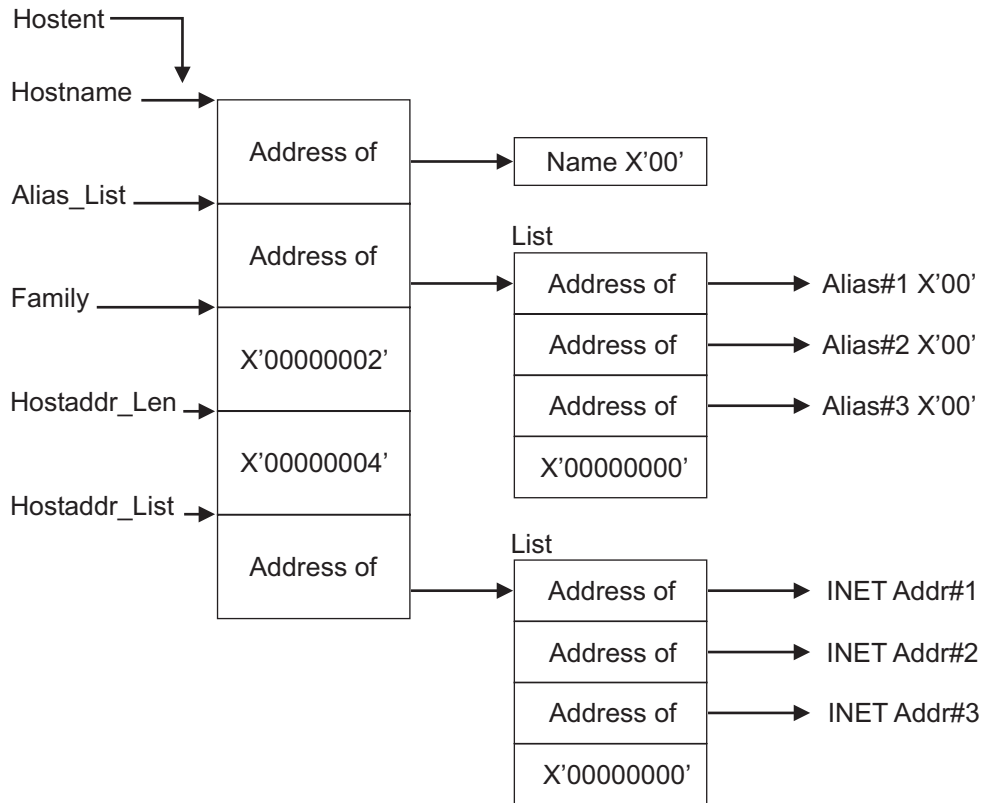 Hostent
Hostname
Address of
Name X’00’
Alias_List
List
Address of
Address of
Alias#1 X’00’
Family
Address of
Alias#2 X’00’
X’00000002’
Hostaddr_Len
Address of
Alias#3 X’00’
X’00000004’
X’00000000’
Hostaddr_List
List
Address of
Address of
INET Addr#1
Address of
INET Addr#2
Address of
INET Addr#3
X’00000000’